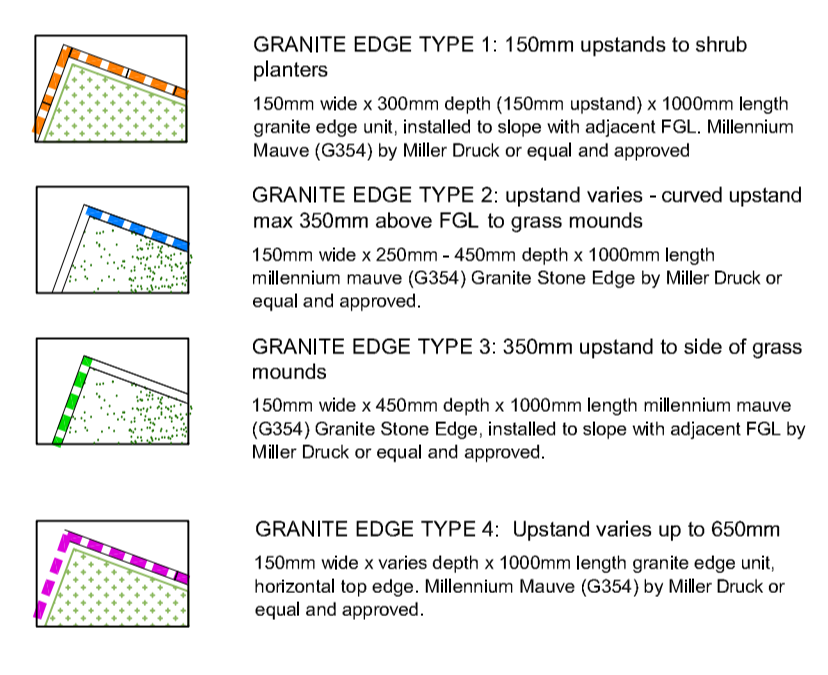 GRANITE EDGE TYPE 1: 150mm upstands to shrub
planters
150mm wide x 300mm depth (150mm upstand) x 1000mm length
granite edge unit, installed to slope with adjacent FGL. Millennium
Mauve (G354) by Miller Druck or equal and approved
GRANITE EDGE TYPE 2: upstand varies - curved upstand
max 350mm above FGL to grass mounds
150mm wide x 250mm - 450mm depth x 1000mm length
millennium mauve (G354) Granite Stone Edge by Miller Druck or
equal and approved.
GRANITE EDGE TYPE 3: 350mm upstand to side of grass
mounds
150mm wide x 450mm depth x 1000mm length millennium mauve
(G354) Granite Stone Edge, installed to slope with adjacent FGL by
Miller Druck or equal and approved.
GRANITE EDGE TYPE 4:  Upstand varies up to 650mm
150mm wide x varies depth x 1000mm length granite edge unit,
horizontal top edge. Millennium Mauve (G354) by Miller Druck or
equal and approved.